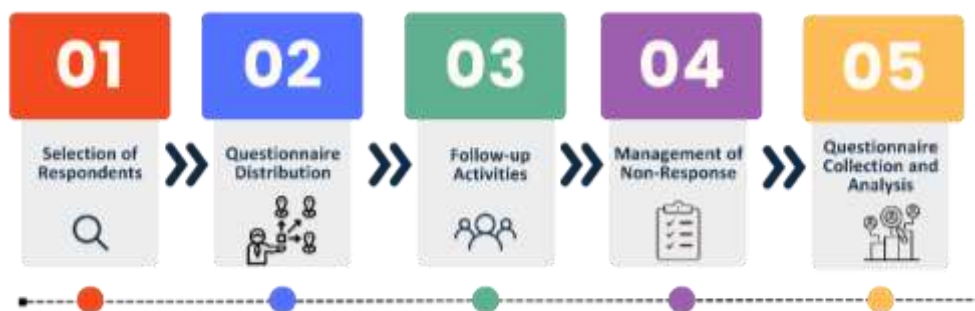 01
02
03
04
05
Selection of
Respondents
Questionnaire
Distribution
Follow-up
Activities
Management of
Non-Response
Questionnaire
Collection and
Analysis